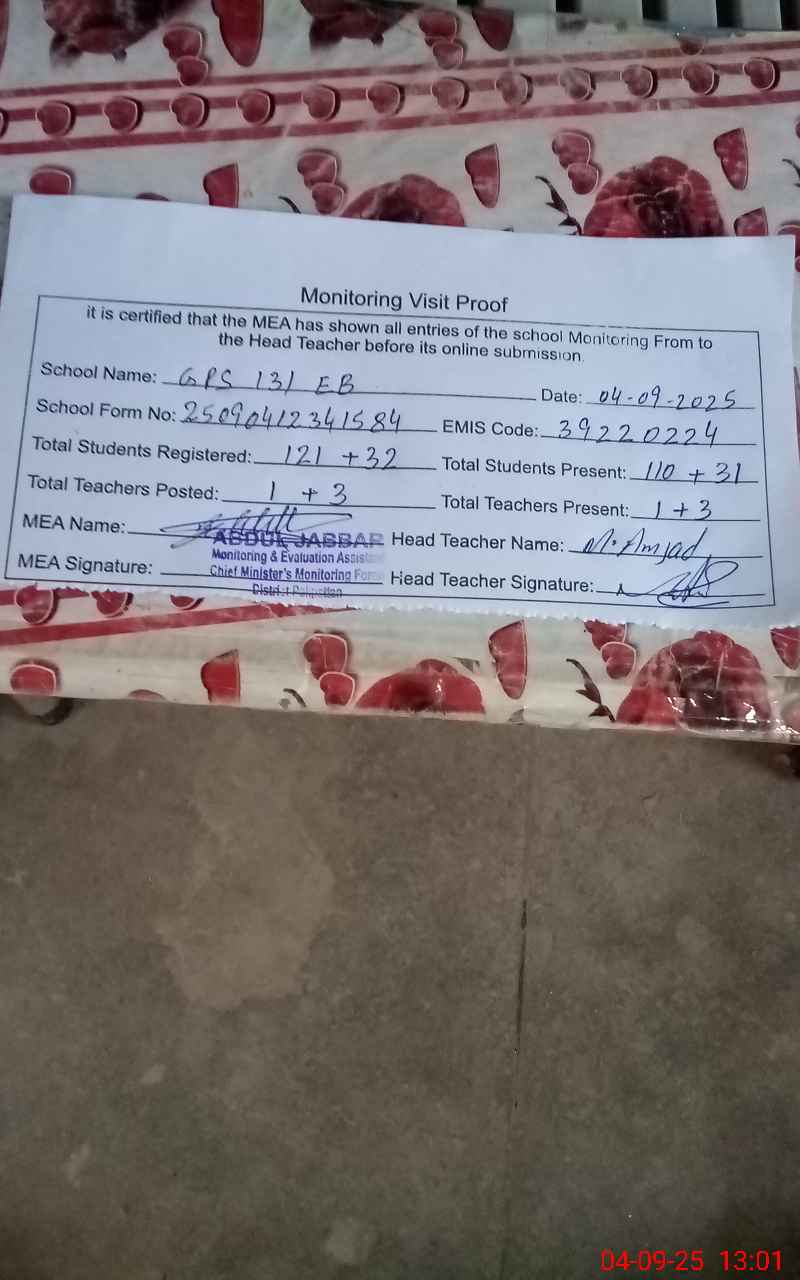 Monitoring Visit Proof
it is certified that the MEA has shown all entries of the school Monitoring From to
the Head Teacher before its online submission.
School Name: GPS 131 EB Date: 04-09-2025
School Form No: 25090412341584 EMIS Code: 39220224
Total Students Registered: 121 + 32 Total Students Present: 110 + 31
Total Teachers Posted: 1 + 3 Total Teachers Present: 1 + 3
MEA Name: ABDUL JABBAR Head Teacher Name: M. Amjad
Monitoring & Evaluation Assistant
MEA Signature: Chief Minister's Monitoring Force Head Teacher Signature:
District
04-09-25 13:01